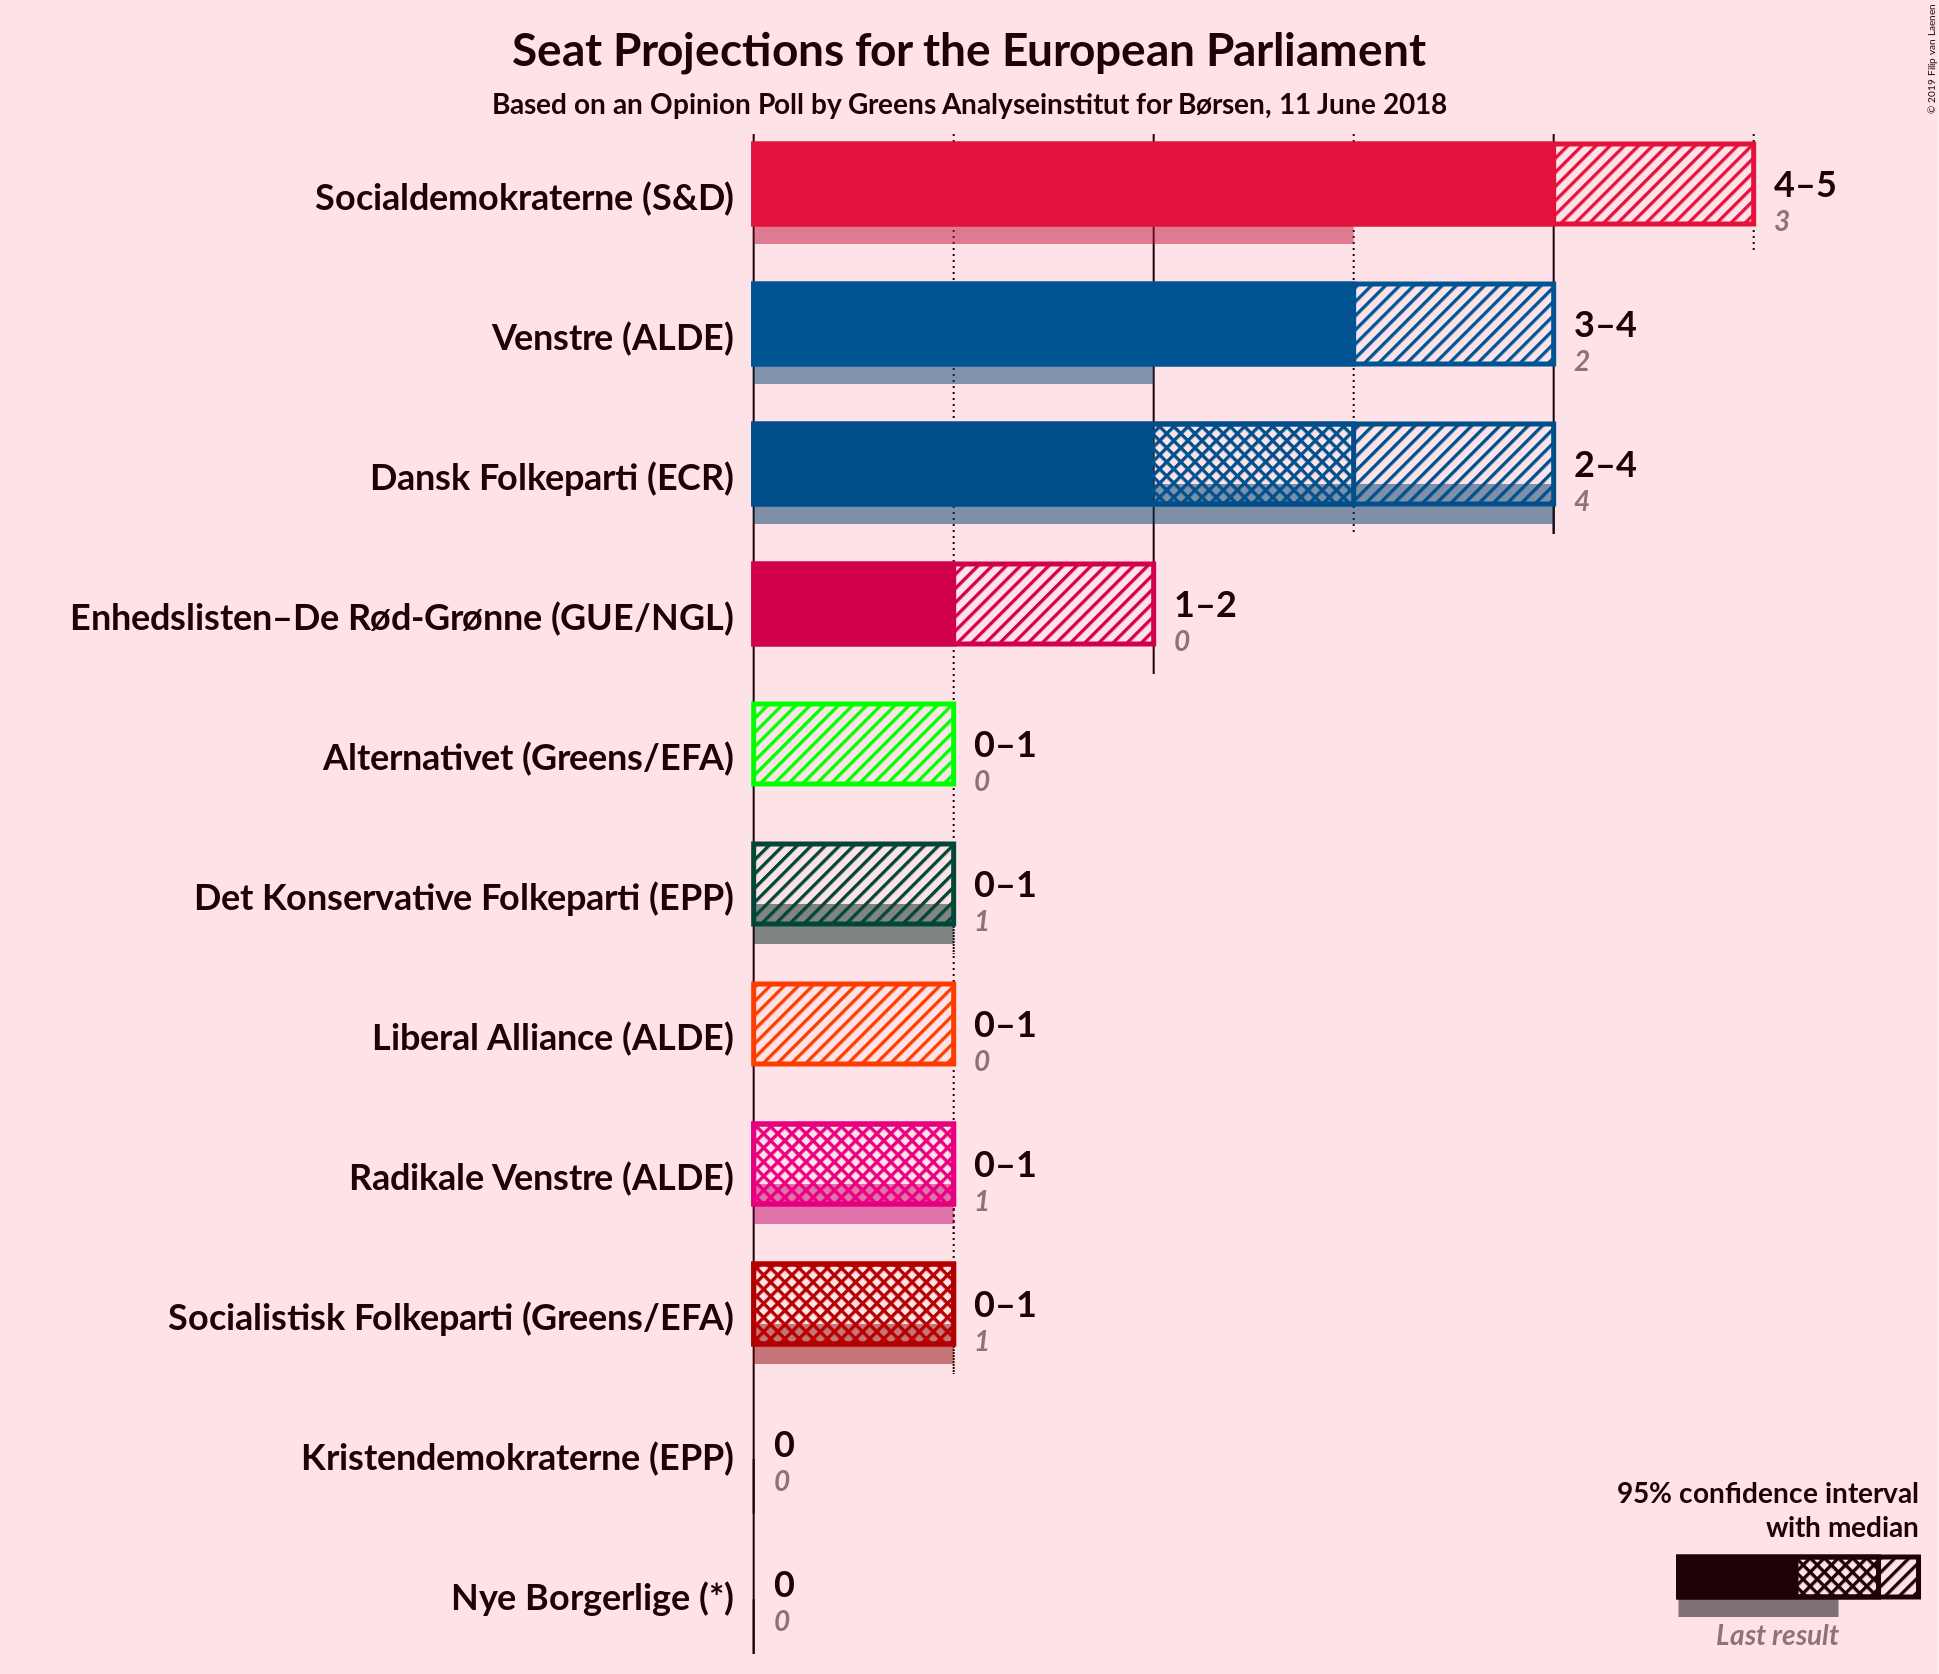 Seat Projections for the European Parliament
Based on an Opinion Poll by Greens Analyseinstitut for Børsen, 11 June 2018
© 2019 Filip van Laenen
Socialdemokraterne (S&D)
4–5
3
Venstre (ALDE)
3–4
2
Dansk Folkeparti (ECR)
2–4
4
Enhedslisten–De Rød-Grønne (GUE/NGL)
1–2
0
Alternativet (Greens/EFA)
0–1
0
Det Konservative Folkeparti (EPP)
0–1
1
Liberal Alliance (ALDE)
0–1
0
Radikale Venstre (ALDE)
0–1
1
Socialistisk Folkeparti (Greens/EFA)
0–1
1
Kristendemokraterne (EPP)
0
0
Nye Borgerlige (*)
0
0
95% confidence interval
with median
Last result